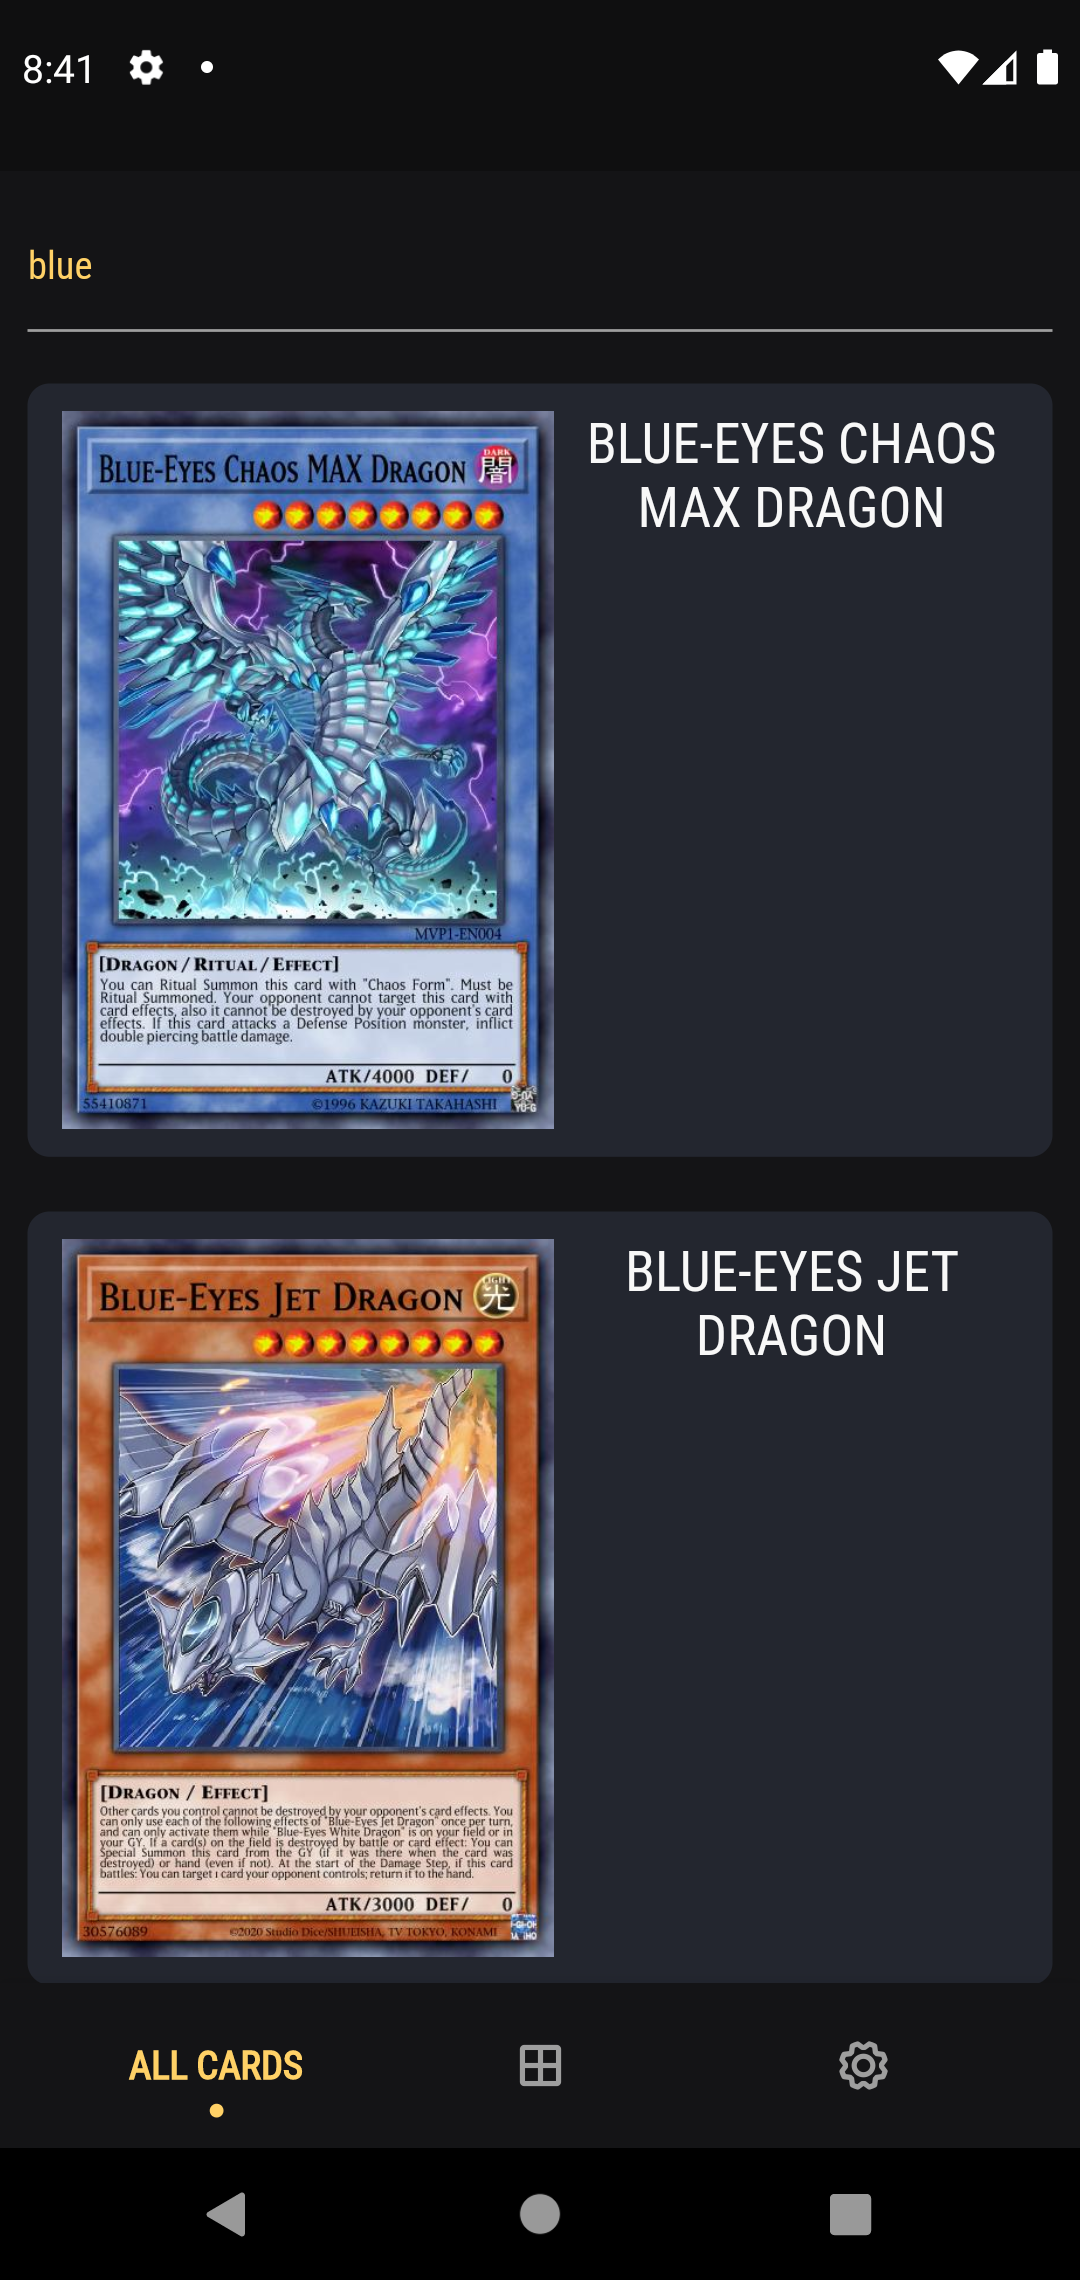 8:41
blue
BLUE-EYES CHAOS
MAX DRAGON
BLUE-EYES CHAOS MAX DRAGON
DARK
闇
MVP1-EN004
[DRAGON / RITUAL / EFFECT]
You can Ritual Summon this card with "Chaos Form". Must be
Ritual Summoned. Your opponent cannot target this card with
card effects, also it cannot be destroyed by your opponent's card
effects. If this card attacks a Defense Position monster, inflict
double piercing battle damage.
ATK/4000 DEF/ 0
55410871
©1996 KAZUKI TAKAHASHI
BLUE-EYES JET
DRAGON
BLUE-EYES JET DRAGON
LIGHT
光
[DRAGON / EFFECT]
Other cards you control cannot be destroyed by your opponent's card effects. You
can only use each of the following effects of "Blue-Eyes Jet Dragon" once per turn,
and can only activate them while "Blue-Eyes White Dragon" is on your field or in
your GY. If a card(s) on the field is destroyed by battle or card effect: You can
Special Summon this card from the GY (if it was there when the card was
destroyed) or hand (even if not). At the start of the Damage Step, if this card
battles: You can target 1 card your opponent controls; return it to the hand.
ATK/3000 DEF/ 0
30576089
©2020 Studio Dice/SHUEISHA, TV TOKYO, KONAMI
ALL CARDS